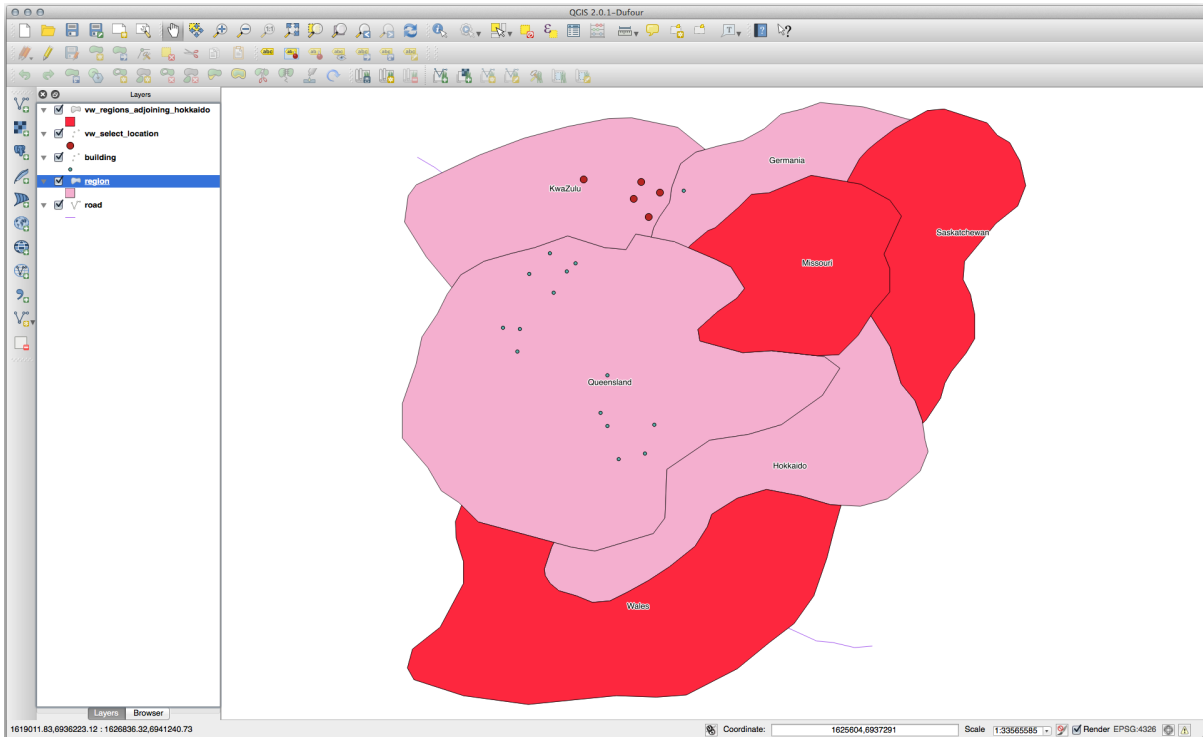 QGIS 2.0.1-Dufour
Layers
vw_regions_adjoining_hokkaido
vw_select_location
building
region
road
Germania
KwaZulu
Saskatchewan
Missouri
Queensland
Hokkaido
Wales
Layers Browser
1619011.83,6936223.12 : 1626836.32,6941240.73
Coordinate: 1625604,6937291 Scale 1:33565585 Render EPSG:4326